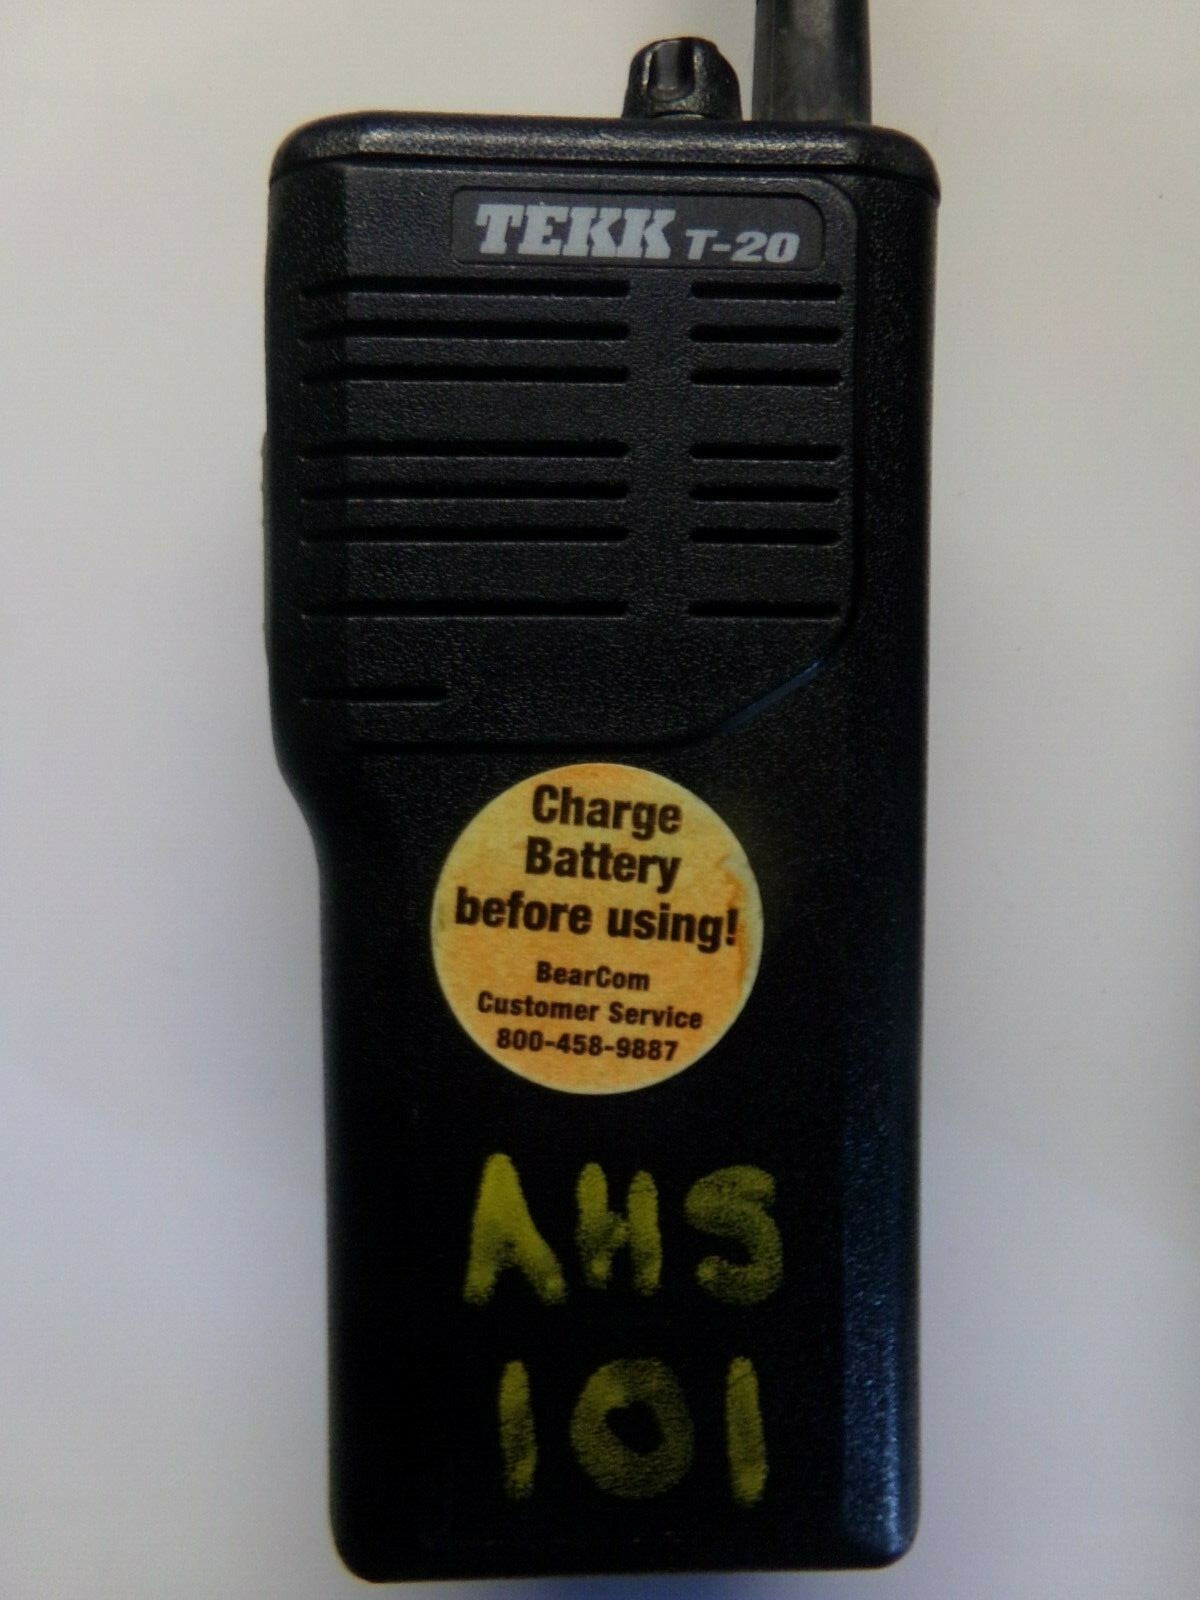 TEKK T-20
Charge
Battery
before using!
BearCom
Customer Service
800-458-9887
AHS
101